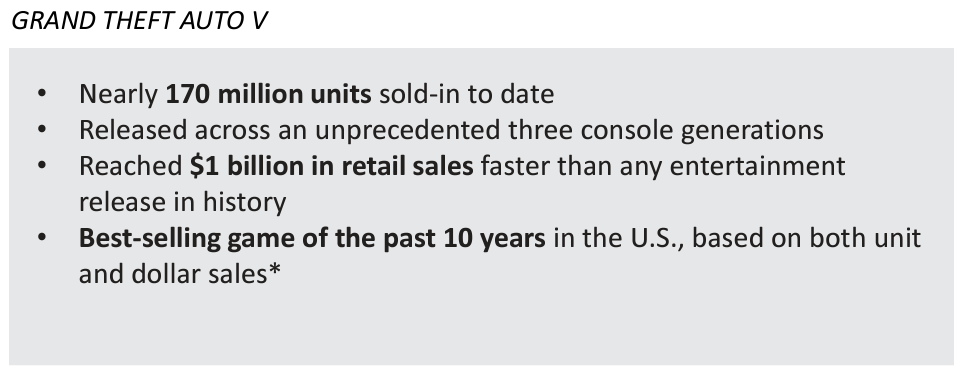 GRAND THEFT AUTO V
• Nearly 170 million units sold-in to date
• Released across an unprecedented three console generations
• Reached $1 billion in retail sales faster than any entertainment
release in history
• Best-selling game of the past 10 years in the U.S., based on both unit
and dollar sales*